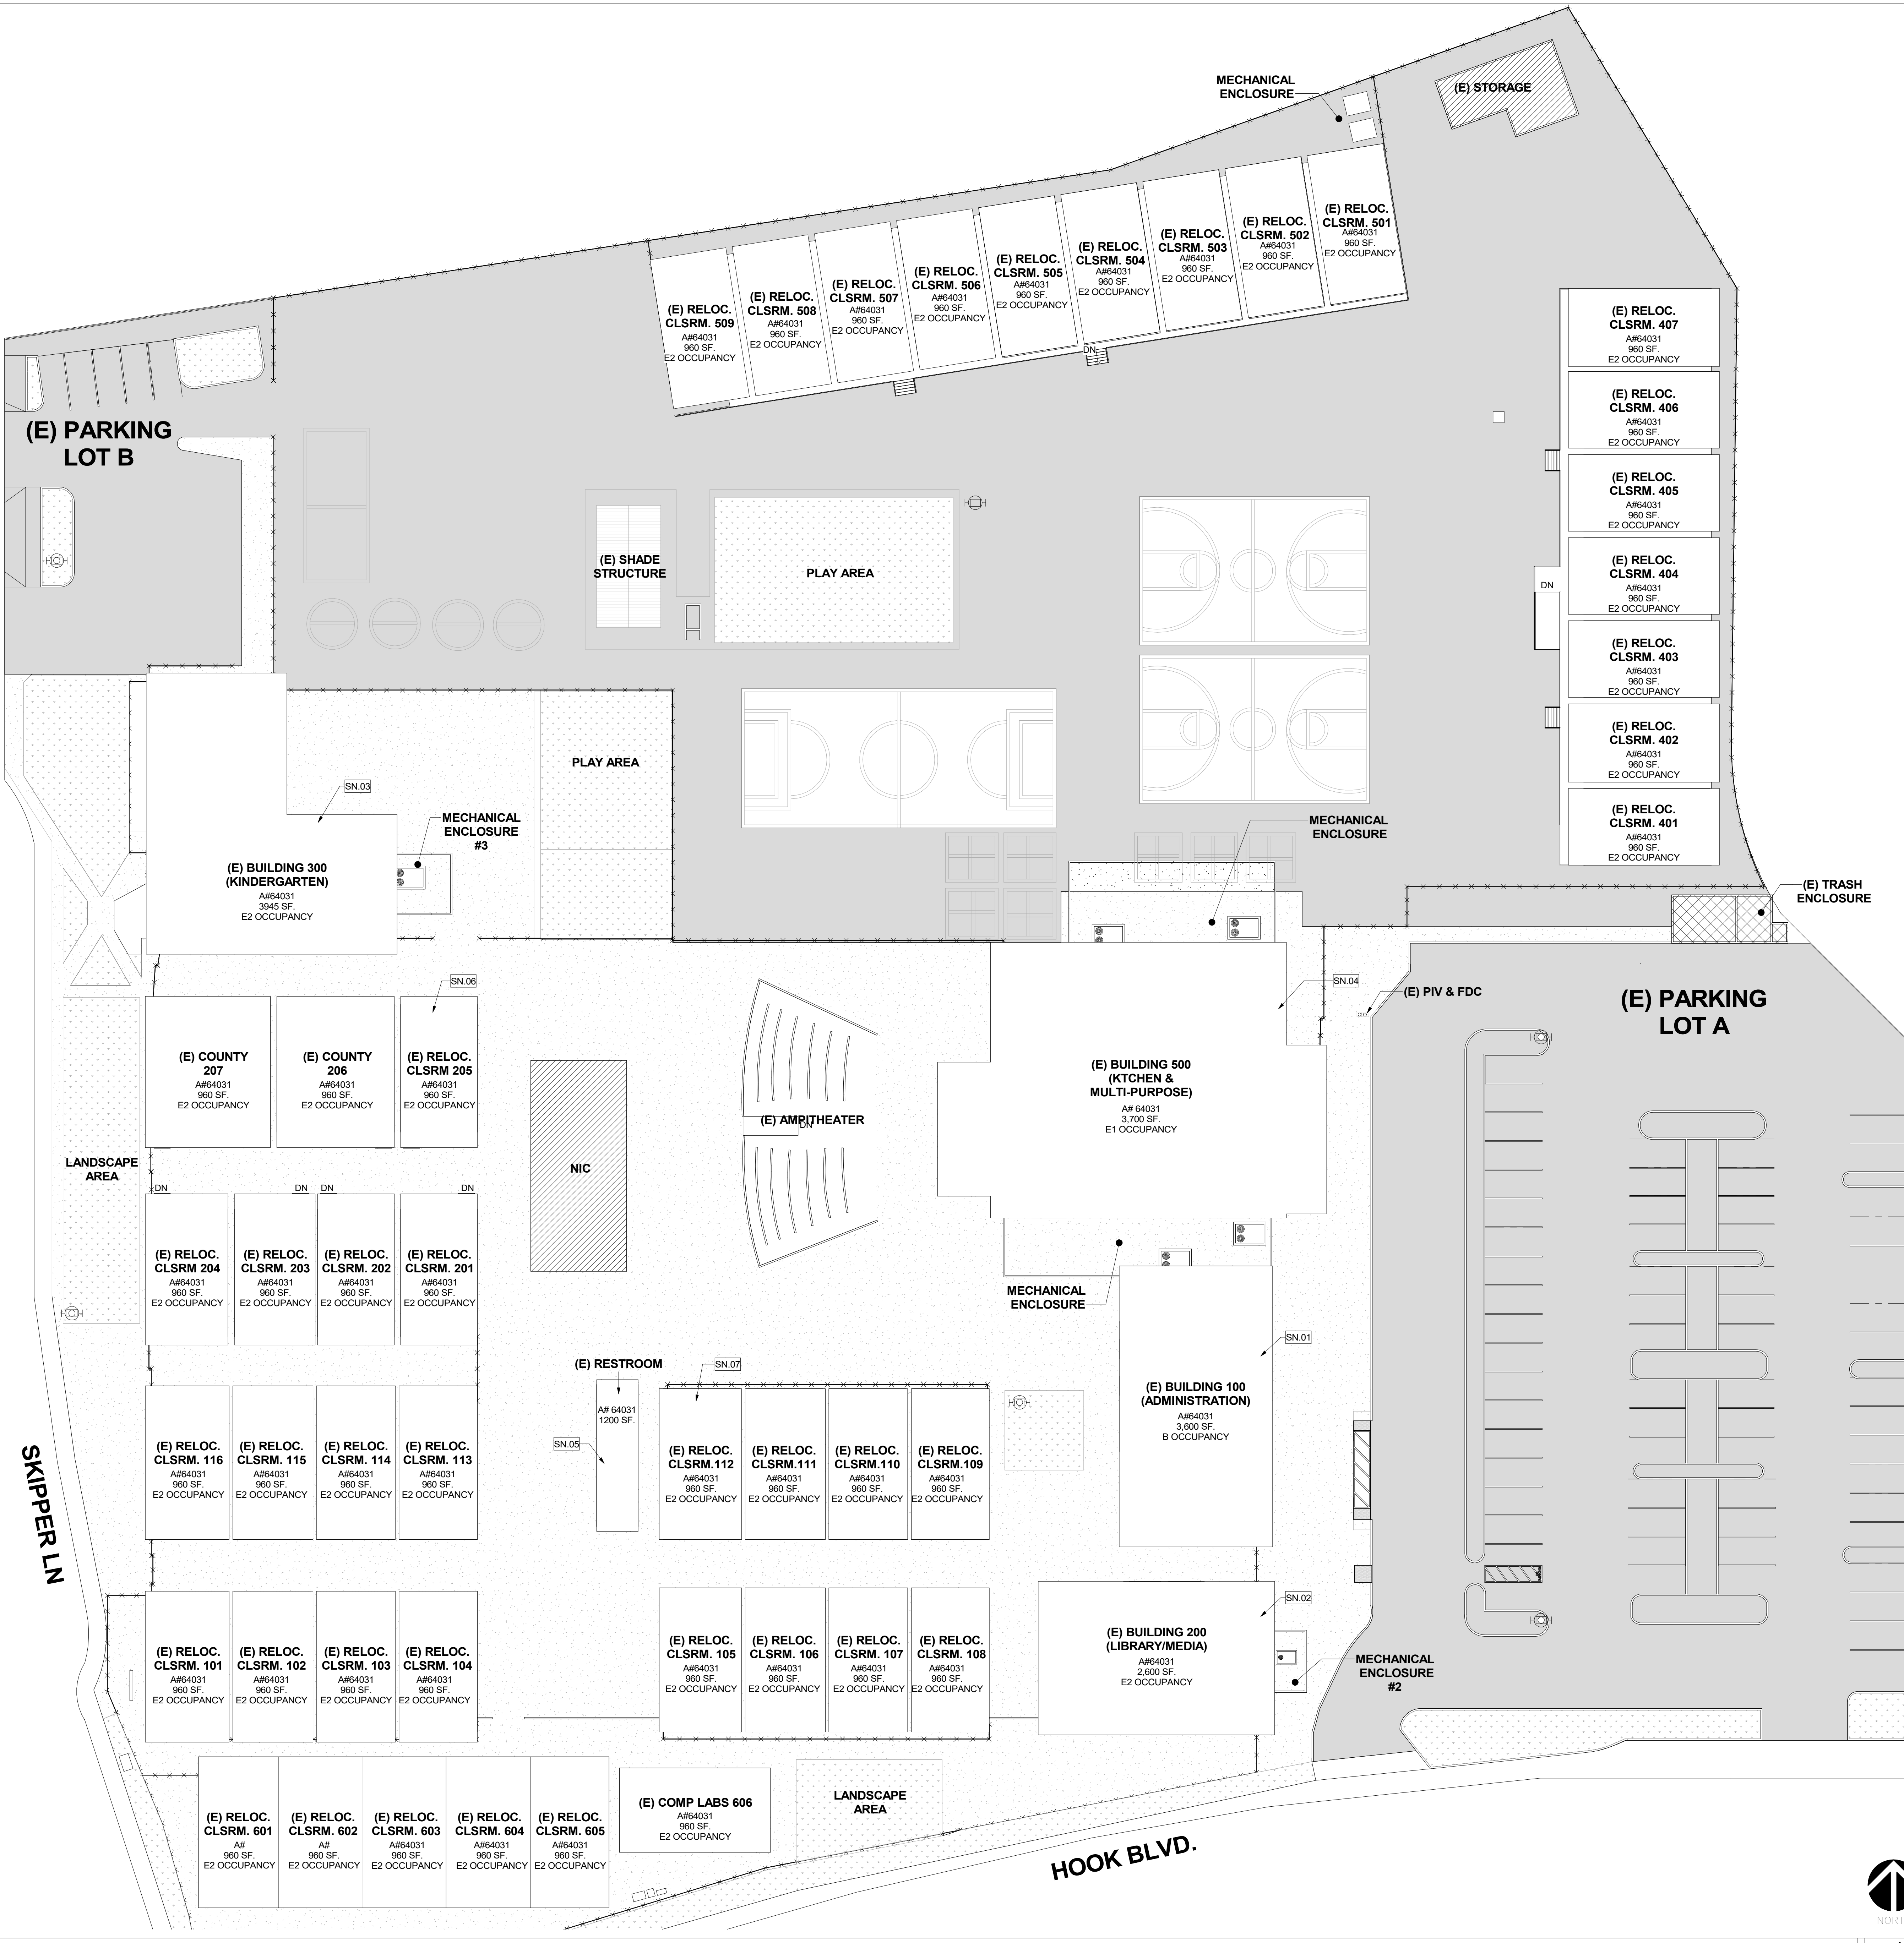 MECHANICAL
ENCLOSURE
(E) STORAGE
(E) RELOC.
CLSRM. 501
A#64031
960 SF.
E2 OCCUPANCY
(E) RELOC.
CLSRM. 502
A#64031
960 SF.
E2 OCCUPANCY
(E) RELOC.
CLSRM. 503
A#64031
960 SF.
E2 OCCUPANCY
(E) RELOC.
CLSRM. 504
A#64031
960 SF.
E2 OCCUPANCY
(E) RELOC.
CLSRM. 505
A#64031
960 SF.
E2 OCCUPANCY
(E) RELOC.
CLSRM. 506
A#64031
960 SF.
E2 OCCUPANCY
(E) RELOC.
CLSRM. 507
A#64031
960 SF.
E2 OCCUPANCY
(E) RELOC.
CLSRM. 508
A#64031
960 SF.
E2 OCCUPANCY
(E) RELOC.
CLSRM. 509
A#64031
960 SF.
E2 OCCUPANCY
DN
(E) RELOC.
CLSRM. 407
A#64031
960 SF.
E2 OCCUPANCY
(E) RELOC.
CLSRM. 406
A#64031
960 SF.
E2 OCCUPANCY
(E) RELOC.
CLSRM. 405
A#64031
960 SF.
E2 OCCUPANCY
(E) RELOC.
CLSRM. 404
A#64031
960 SF.
E2 OCCUPANCY
DN
(E) RELOC.
CLSRM. 403
A#64031
960 SF.
E2 OCCUPANCY
(E) RELOC.
CLSRM. 402
A#64031
960 SF.
E2 OCCUPANCY
(E) RELOC.
CLSRM. 401
A#64031
960 SF.
E2 OCCUPANCY
(E) PARKING
LOT B
(E) SHADE
STRUCTURE
PLAY AREA
PLAY AREA
SN.03
MECHANICAL
ENCLOSURE
#3
MECHANICAL
ENCLOSURE
(E) BUILDING 300
(KINDERGARTEN)
A#64031
3945 SF.
E2 OCCUPANCY
(E) TRASH
ENCLOSURE
SN.06
SN.04
(E) PIV & FDC
(E) PARKING
LOT A
(E) COUNTY
207
A#64031
960 SF.
E2 OCCUPANCY
(E) COUNTY
206
A#64031
960 SF.
E2 OCCUPANCY
(E) RELOC.
CLSRM 205
A#64031
960 SF.
E2 OCCUPANCY
(E) BUILDING 500
(KTCHEN &
MULTI-PURPOSE)
A# 64031
3,700 SF.
E1 OCCUPANCY
(E) AMPITHEATER
DN
NIC
LANDSCAPE
AREA
DN
DN
DN
DN
(E) RELOC.
CLSRM 204
A#64031
960 SF.
E2 OCCUPANCY
(E) RELOC.
CLSRM. 203
A#64031
960 SF.
E2 OCCUPANCY
(E) RELOC.
CLSRM. 202
A#64031
960 SF.
E2 OCCUPANCY
(E) RELOC.
CLSRM. 201
A#64031
960 SF.
E2 OCCUPANCY
MECHANICAL
ENCLOSURE
SN.01
(E) RESTROOM
A# 64031
1200 SF.
SN.07
SN.05
(E) BUILDING 100
(ADMINISTRATION)
A#64031
3,600 SF.
B OCCUPANCY
(E) RELOC.
CLSRM. 116
A#64031
960 SF.
E2 OCCUPANCY
(E) RELOC.
CLSRM. 115
A#64031
960 SF.
E2 OCCUPANCY
(E) RELOC.
CLSRM. 114
A#64031
960 SF.
E2 OCCUPANCY
(E) RELOC.
CLSRM. 113
A#64031
960 SF.
E2 OCCUPANCY
(E) RELOC.
CLSRM.112
A#64031
960 SF.
E2 OCCUPANCY
(E) RELOC.
CLSRM.111
A#64031
960 SF.
E2 OCCUPANCY
(E) RELOC.
CLSRM.110
A#64031
960 SF.
E2 OCCUPANCY
(E) RELOC.
CLSRM.109
A#64031
960 SF.
E2 OCCUPANCY
SKIPPER LN
SN.02
(E) RELOC.
CLSRM. 101
A#64031
960 SF.
E2 OCCUPANCY
(E) RELOC.
CLSRM. 102
A#64031
960 SF.
E2 OCCUPANCY
(E) RELOC.
CLSRM. 103
A#64031
960 SF.
E2 OCCUPANCY
(E) RELOC.
CLSRM. 104
A#64031
960 SF.
E2 OCCUPANCY
(E) RELOC.
CLSRM. 105
A#64031
960 SF.
E2 OCCUPANCY
(E) RELOC.
CLSRM. 106
A#64031
960 SF.
E2 OCCUPANCY
(E) RELOC.
CLSRM. 107
A#64031
960 SF.
E2 OCCUPANCY
(E) RELOC.
CLSRM. 108
A#64031
960 SF.
E2 OCCUPANCY
(E) BUILDING 200
(LIBRARY/MEDIA)
A#64031
2,600 SF.
E2 OCCUPANCY
MECHANICAL
ENCLOSURE
#2
(E) RELOC.
CLSRM. 601
A#
960 SF.
E2 OCCUPANCY
(E) RELOC.
CLSRM. 602
A#
960 SF.
E2 OCCUPANCY
(E) RELOC.
CLSRM. 603
A#64031
960 SF.
E2 OCCUPANCY
(E) RELOC.
CLSRM. 604
A#64031
960 SF.
E2 OCCUPANCY
(E) RELOC.
CLSRM. 605
A#64031
960 SF.
E2 OCCUPANCY
(E) COMP LABS 606
A#64031
960 SF.
E2 OCCUPANCY
LANDSCAPE
AREA
HOOK BLVD.
NORT